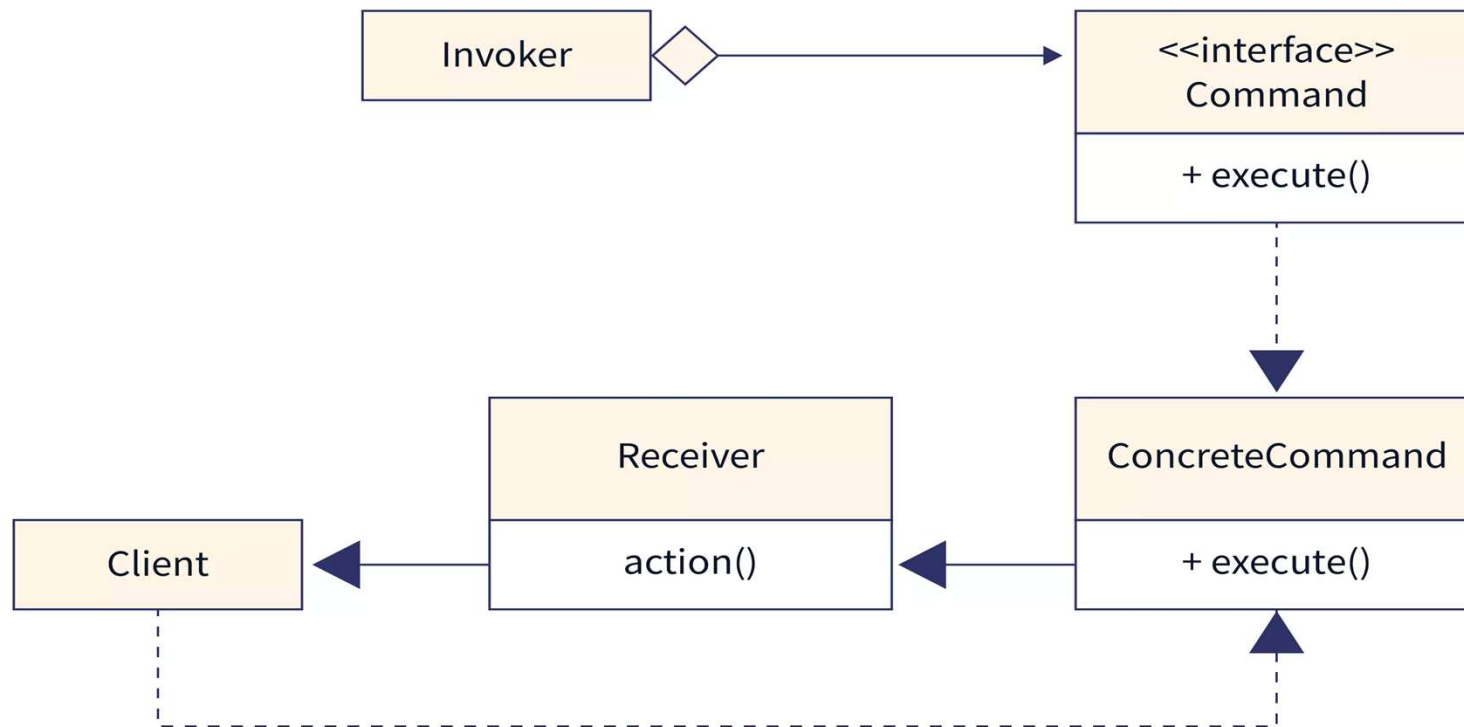 Invoker
<<interface>>
Command
+ execute()
Receiver
action()
ConcreteCommand
+ execute()
Client